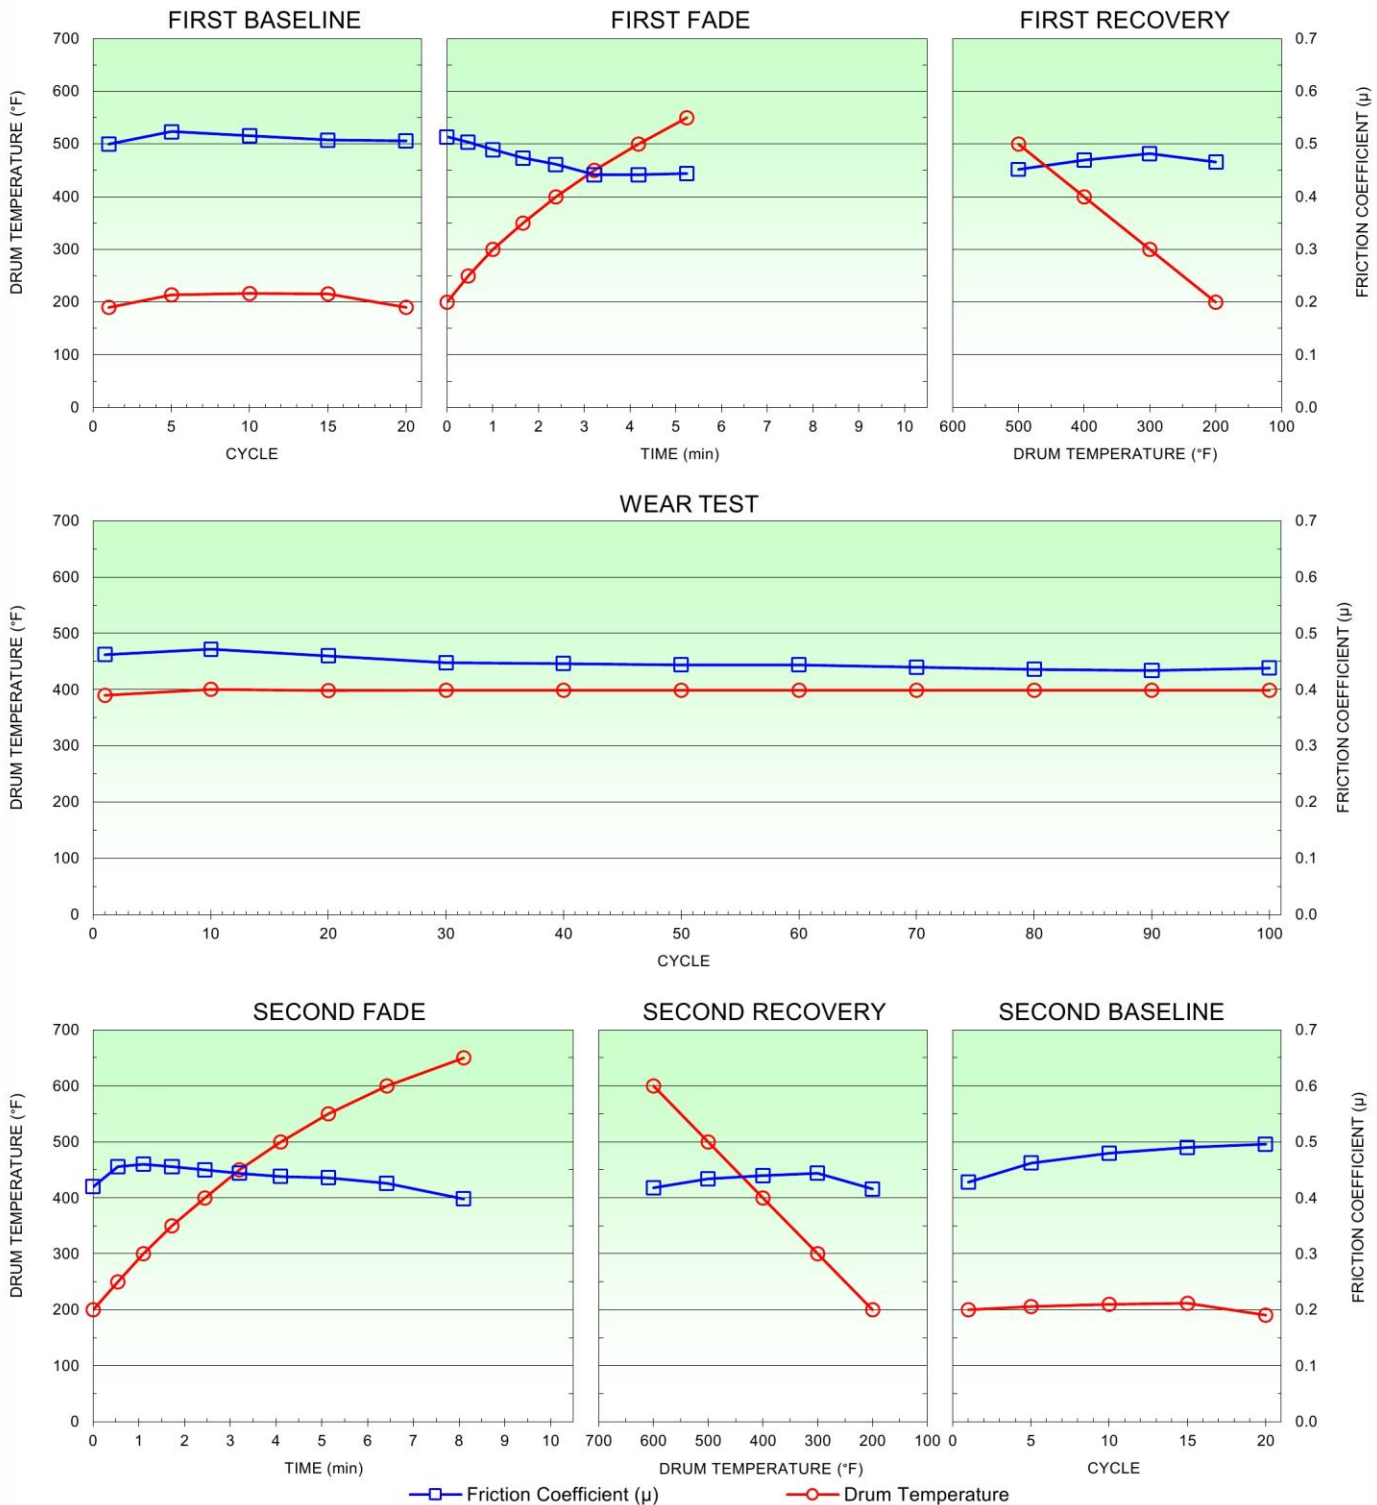 FIRST BASELINE
FIRST FADE
FIRST RECOVERY
DRUM TEMPERATURE (°F)
700
600
500
400
300
200
100
0
0 5 10 15 20
CYCLE
0 1 2 3 4 5 6 7 8 9 10
TIME (min)
600 500 400 300 200 100
DRUM TEMPERATURE (°F)
0.7
0.6
0.5
0.4
0.3
0.2
0.1
0.0
FRICTION COEFFICIENT (µ)
WEAR TEST
DRUM TEMPERATURE (°F)
700
600
500
400
300
200
100
0
0 10 20 30 40 50 60 70 80 90 100
CYCLE
0.7
0.6
0.5
0.4
0.3
0.2
0.1
0.0
FRICTION COEFFICIENT (µ)
SECOND FADE
SECOND RECOVERY
SECOND BASELINE
DRUM TEMPERATURE (°F)
700
600
500
400
300
200
100
0
0 1 2 3 4 5 6 7 8 9 10
TIME (min)
700 600 500 400 300 200 100
DRUM TEMPERATURE (°F)
0 5 10 15 20
CYCLE
0.7
0.6
0.5
0.4
0.3
0.2
0.1
0.0
FRICTION COEFFICIENT (µ)
Friction Coefficient (µ)
Drum Temperature